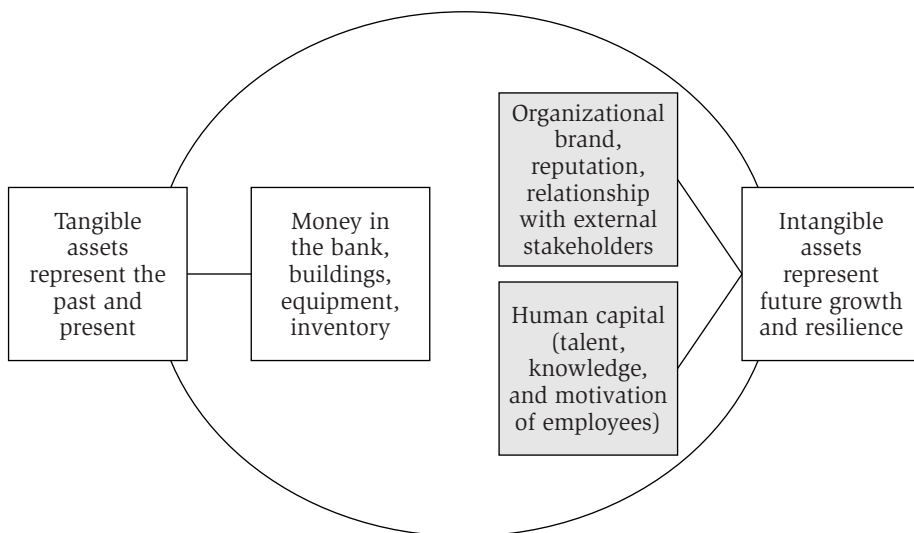 Tangible
assets
represent the
past and
present
Money in
the bank,
buildings,
equipment,
inventory
Organizational
brand,
reputation,
relationship
with external
stakeholders
Human capital
(talent,
knowledge,
and motivation
of employees)
Intangible
assets
represent
future growth
and resilience